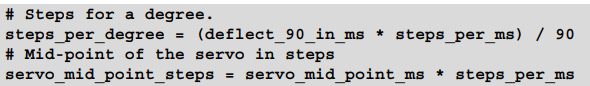 # Steps for a degree.
steps_per_degree = (deflect_90_in_ms * steps_per_ms) / 90
# Mid-point of the servo in steps
servo_mid_point_steps = servo_mid_point_ms * steps_per_ms